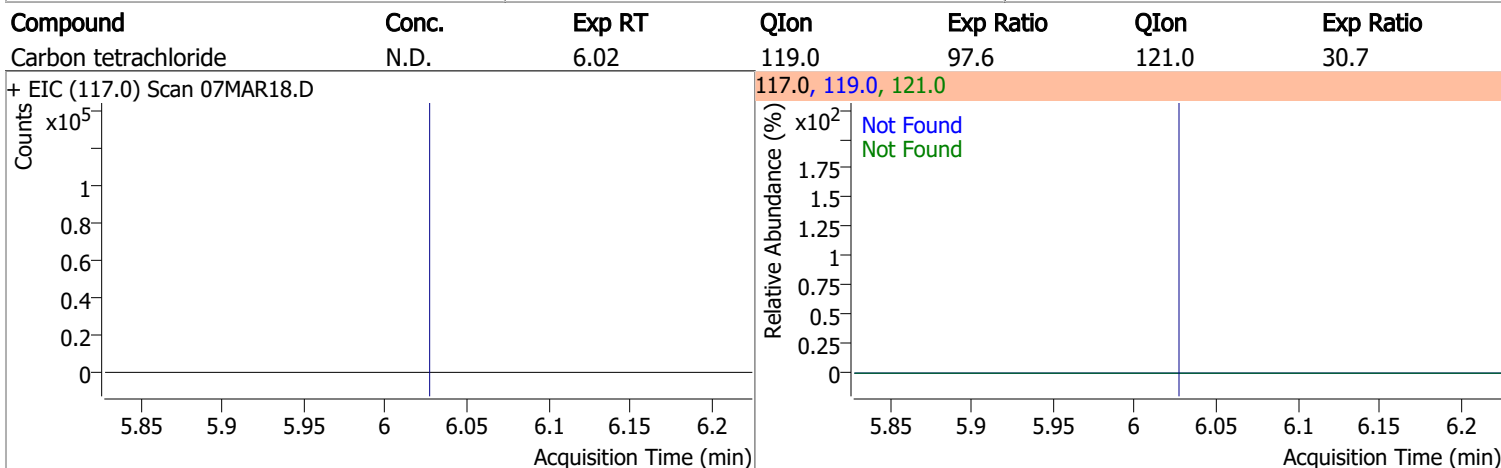 Compound Conc. Exp RT QIon Exp Ratio QIon Exp Ratio
Carbon tetrachloride N.D. 6.02 119.0 97.6 121.0 30.7
+ EIC (117.0) Scan 07MAR18.D
Counts
x10^5
1
0.8
0.6
0.4
0.2
0
5.85 5.9 5.95 6 6.05 6.1 6.15 6.2
Acquisition Time (min)
117.0, 119.0, 121.0
Relative Abundance (%)
x10^2
Not Found
Not Found
1.75
1.5
1.25
1
0.75
0.5
0.25
0
5.85 5.9 5.95 6 6.05 6.1 6.15 6.2
Acquisition Time (min)